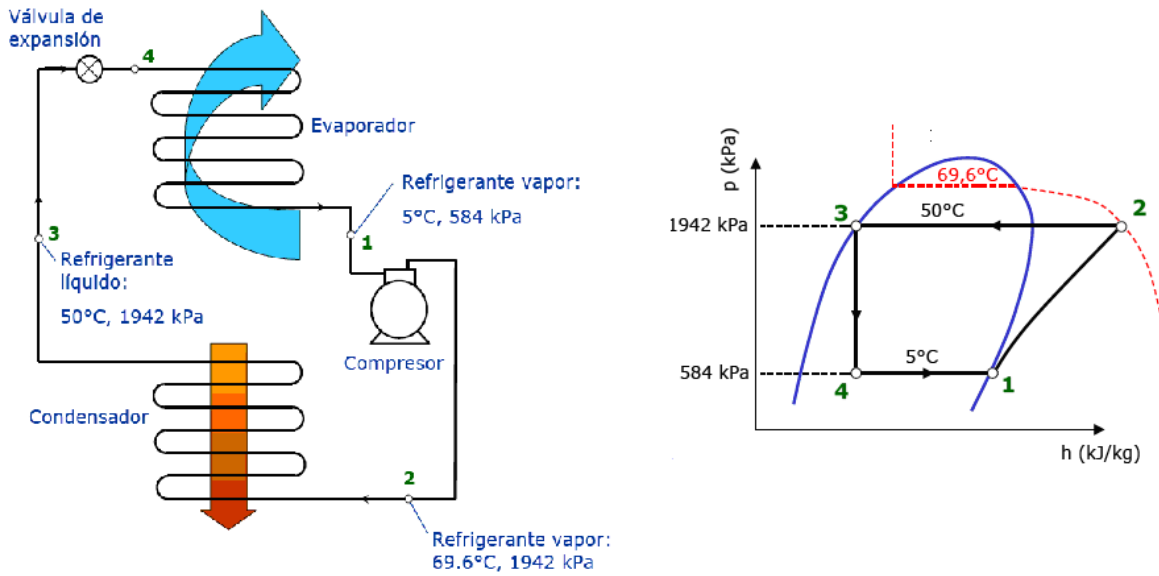 Válvula de
expansión
4
Evaporador
Refrigerante vapor:
5°C, 584 kPa
1
3
Refrigerante
líquido:
50°C, 1942 kPa
Compresor
Condensador
2
Refrigerante vapor:
69.6°C, 1942 kPa
p (kPa)
69,6°C
3
50°C
2
1942 kPa
5°C
584 kPa
4
1
h (kJ/kg)